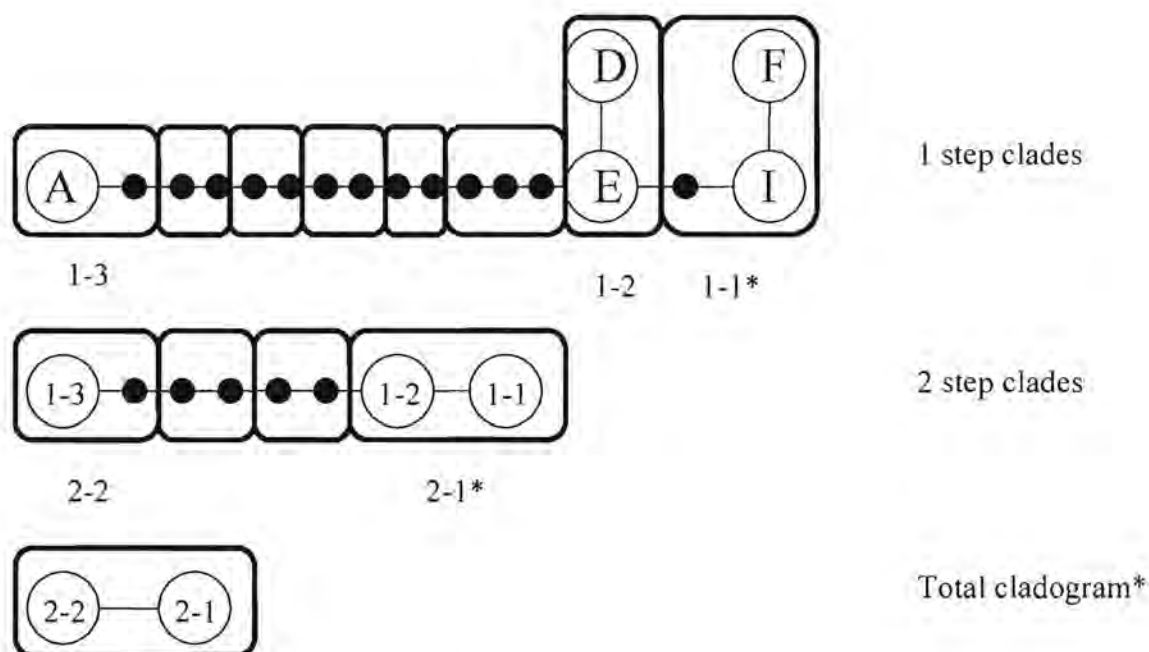 D F
A E I
1 step clades
1-3 1-2 1-1*
1-3 1-2 1-1
2 step clades
2-2 2-1*
2-2 2-1
Total cladogram*